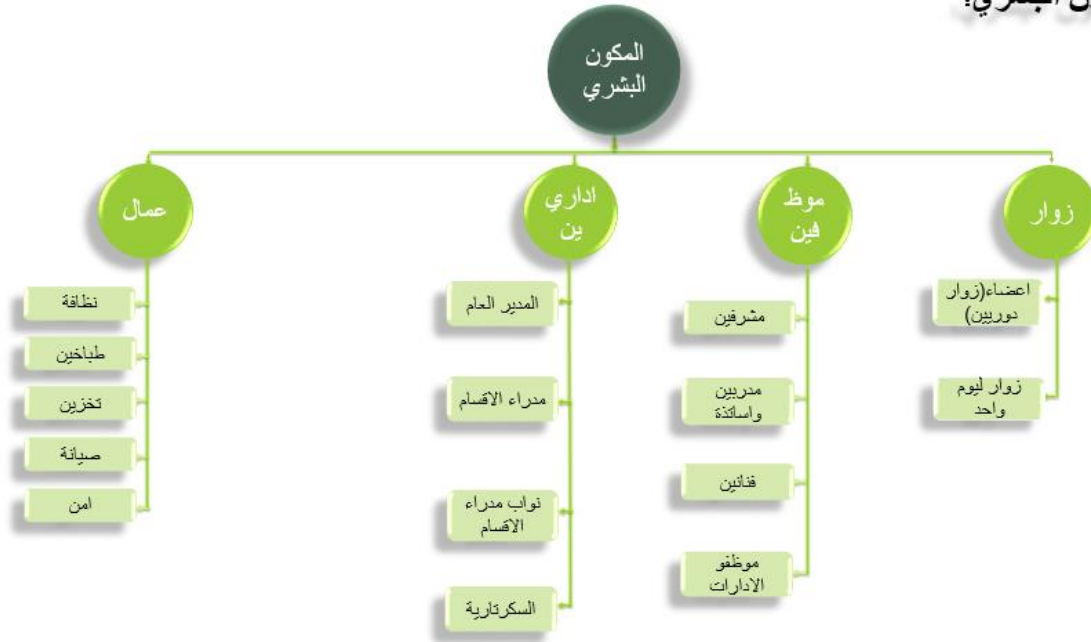 المكون
البشري
زوار
موظ
فين
اداري
ين
عمال
اعضاء(زوار
دوريين)
زوار ليوم
واحد
مشرفين
مدربين
واساتذة
فنانين
موظفو
الادارات
المدير العام
مدراء الاقسام
نواب مدراء
الاقسام
السكرتارية
نظافة
طباخين
تخزين
صيانة
امن